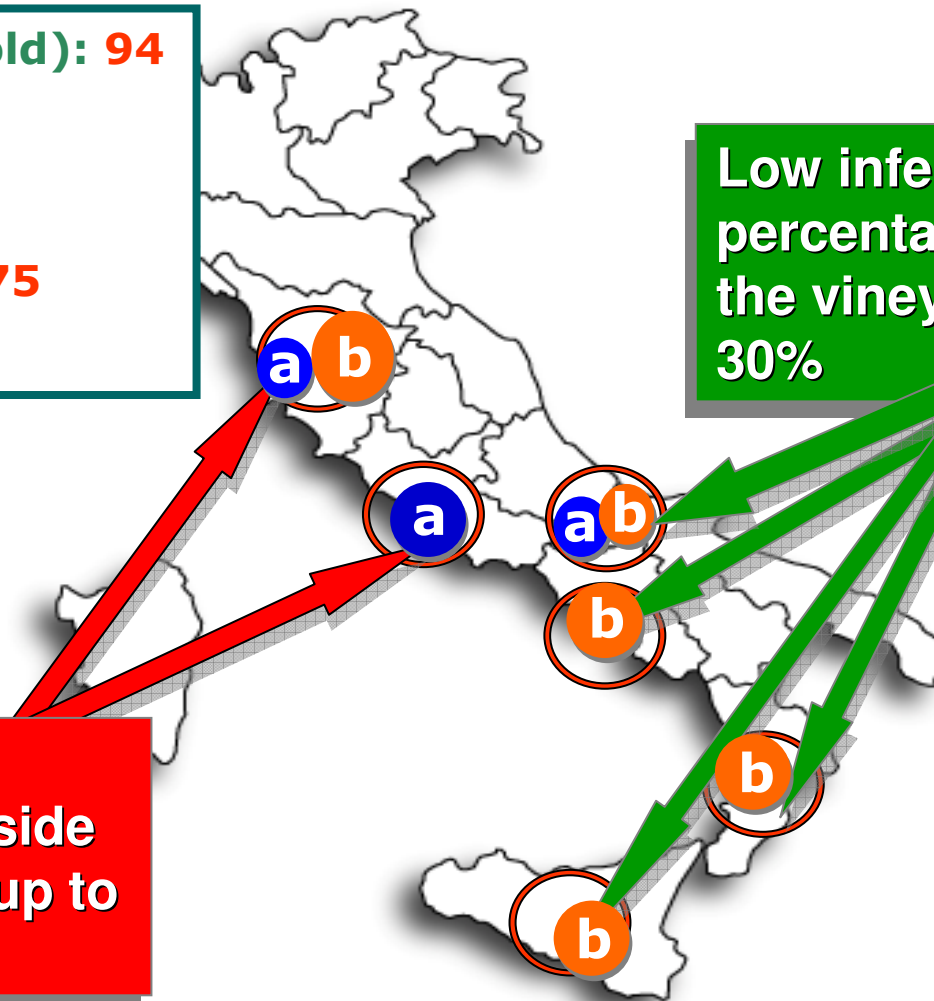 old): 94
75
Low infe
percenta
the viney
30%
a b
a
a b
b
b
b
side
up to